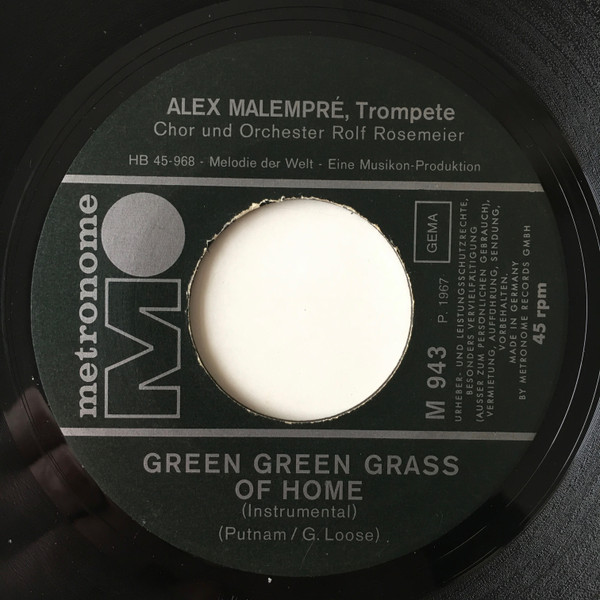 ALEX MALEMPRÉ, Trompete
Chor und Orchester Rolf Rosemeier
HB 45-968 - Melodie der Welt - Eine Musikon-Produktion
metronome
M
GEMA
M 943 P. 1967
URHEBER- UND LEISTUNGSSCHUTZRECHTE,
BESONDERS VERVIELFÄLTIGUNG
(AUSSER ZUM PERSÖNLICHEN GEBRAUCH),
VERMIETUNG, AUFFÜHRUNG, SENDUNG,
VORBEHALTEN.
MADE IN GERMANY
BY METRONOME RECORDS GMBH
45 rpm
GREEN GREEN GRASS
OF HOME
(Instrumental)
(Putnam / G. Loose)